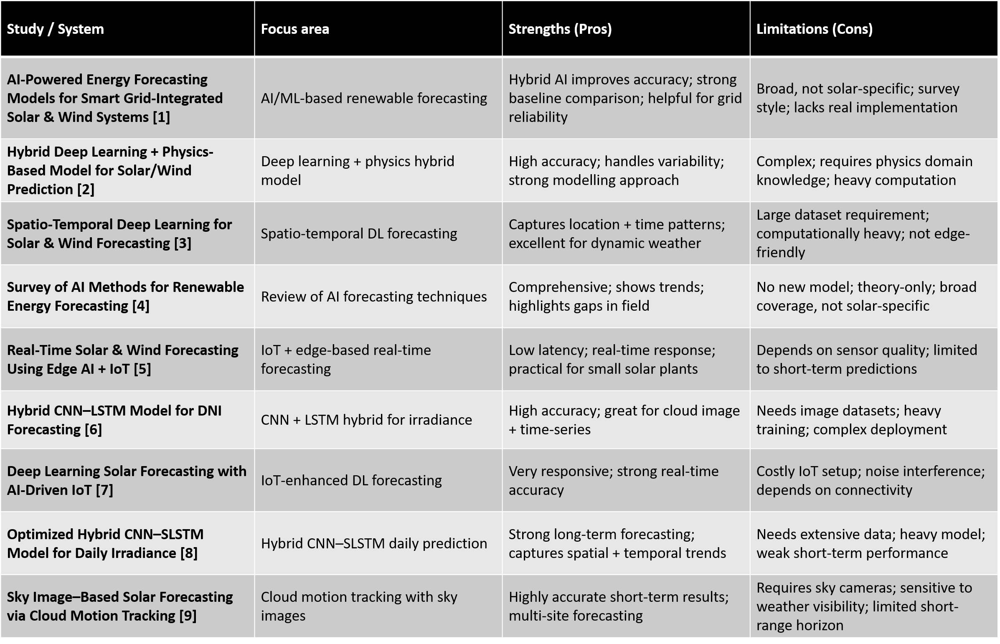 Study / System
Focus area
Strengths (Pros)
Limitations (Cons)
AI-Powered Energy Forecasting
Models for Smart Grid-Integrated
Solar & Wind Systems [1]
AI/ML-based renewable forecasting
Hybrid AI improves accuracy; strong
baseline comparison; helpful for grid
reliability
Broad, not solar-specific; survey
style; lacks real implementation
Hybrid Deep Learning + Physics-
Based Model for Solar/Wind
Prediction [2]
Deep learning + physics hybrid
model
High accuracy; handles variability;
strong modelling approach
Complex; requires physics domain
knowledge; heavy computation
Spatio-Temporal Deep Learning for
Solar & Wind Forecasting [3]
Spatio-temporal DL forecasting
Captures location + time patterns;
excellent for dynamic weather
Large dataset requirement;
computationally heavy; not edge-
friendly
Survey of AI Methods for Renewable
Energy Forecasting [4]
Review of AI forecasting techniques
Comprehensive; shows trends;
highlights gaps in field
No new model; theory-only; broad
coverage, not solar-specific
Real-Time Solar & Wind Forecasting
Using Edge AI + IoT [5]
IoT + edge-based real-time
forecasting
Low latency; real-time response;
practical for small solar plants
Depends on sensor quality; limited
to short-term predictions
Hybrid CNN–LSTM Model for DNI
Forecasting [6]
CNN + LSTM hybrid for irradiance
High accuracy; great for cloud image
+ time-series
Needs image datasets; heavy
training; complex deployment
Deep Learning Solar Forecasting with
AI-Driven IoT [7]
IoT-enhanced DL forecasting
Very responsive; strong real-time
accuracy
Costly IoT setup; noise interference;
depends on connectivity
Optimized Hybrid CNN–SLSTM
Model for Daily Irradiance [8]
Hybrid CNN–SLSTM daily prediction
Strong long-term forecasting;
captures spatial + temporal trends
Needs extensive data; heavy model;
weak short-term performance
Sky Image–Based Solar Forecasting
via Cloud Motion Tracking [9]
Cloud motion tracking with sky
images
Highly accurate short-term results;
multi-site forecasting
Requires sky cameras; sensitive to
weather visibility; limited short-
range horizon